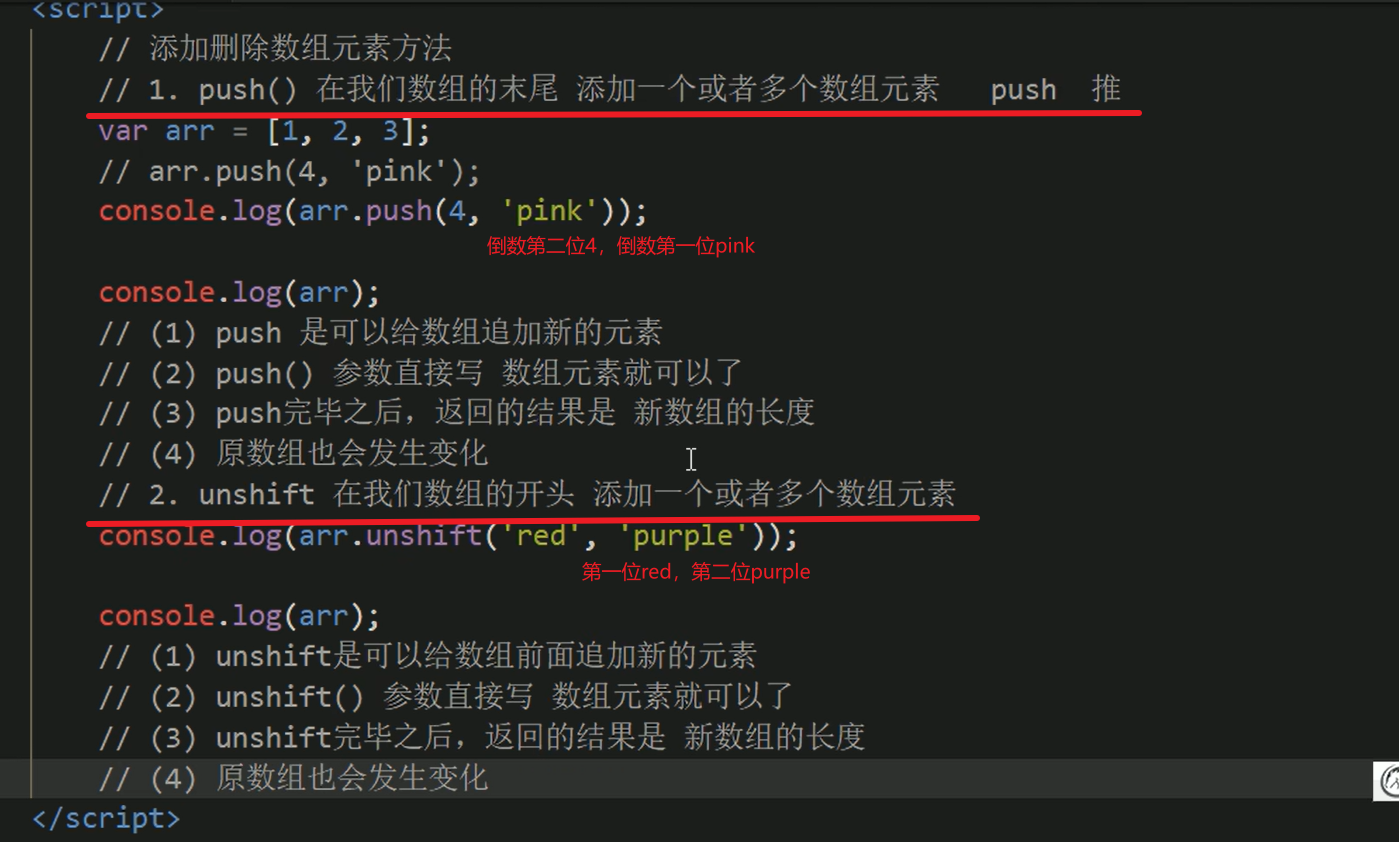 <script>
// 添加删除数组元素方法
// 1. push() 在我们数组的末尾 添加一个或者多个数组元素   push  推
var arr = [1, 2, 3];
// arr.push(4, 'pink');
console.log(arr.push(4, 'pink'));
倒数第二位4，倒数第一位pink
console.log(arr);
// (1) push 是可以给数组追加新的元素
// (2) push() 参数直接写 数组元素就可以了
// (3) push完毕之后，返回的结果是 新数组的长度
// (4) 原数组也会发生变化
// 2. unshift 在我们数组的开头 添加一个或者多个数组元素
console.log(arr.unshift('red', 'purple'));
第一位red，第二位purple
console.log(arr);
// (1) unshift是可以给数组前面追加新的元素
// (2) unshift() 参数直接写 数组元素就可以了
// (3) unshift完毕之后，返回的结果是 新数组的长度
// (4) 原数组也会发生变化
</script>